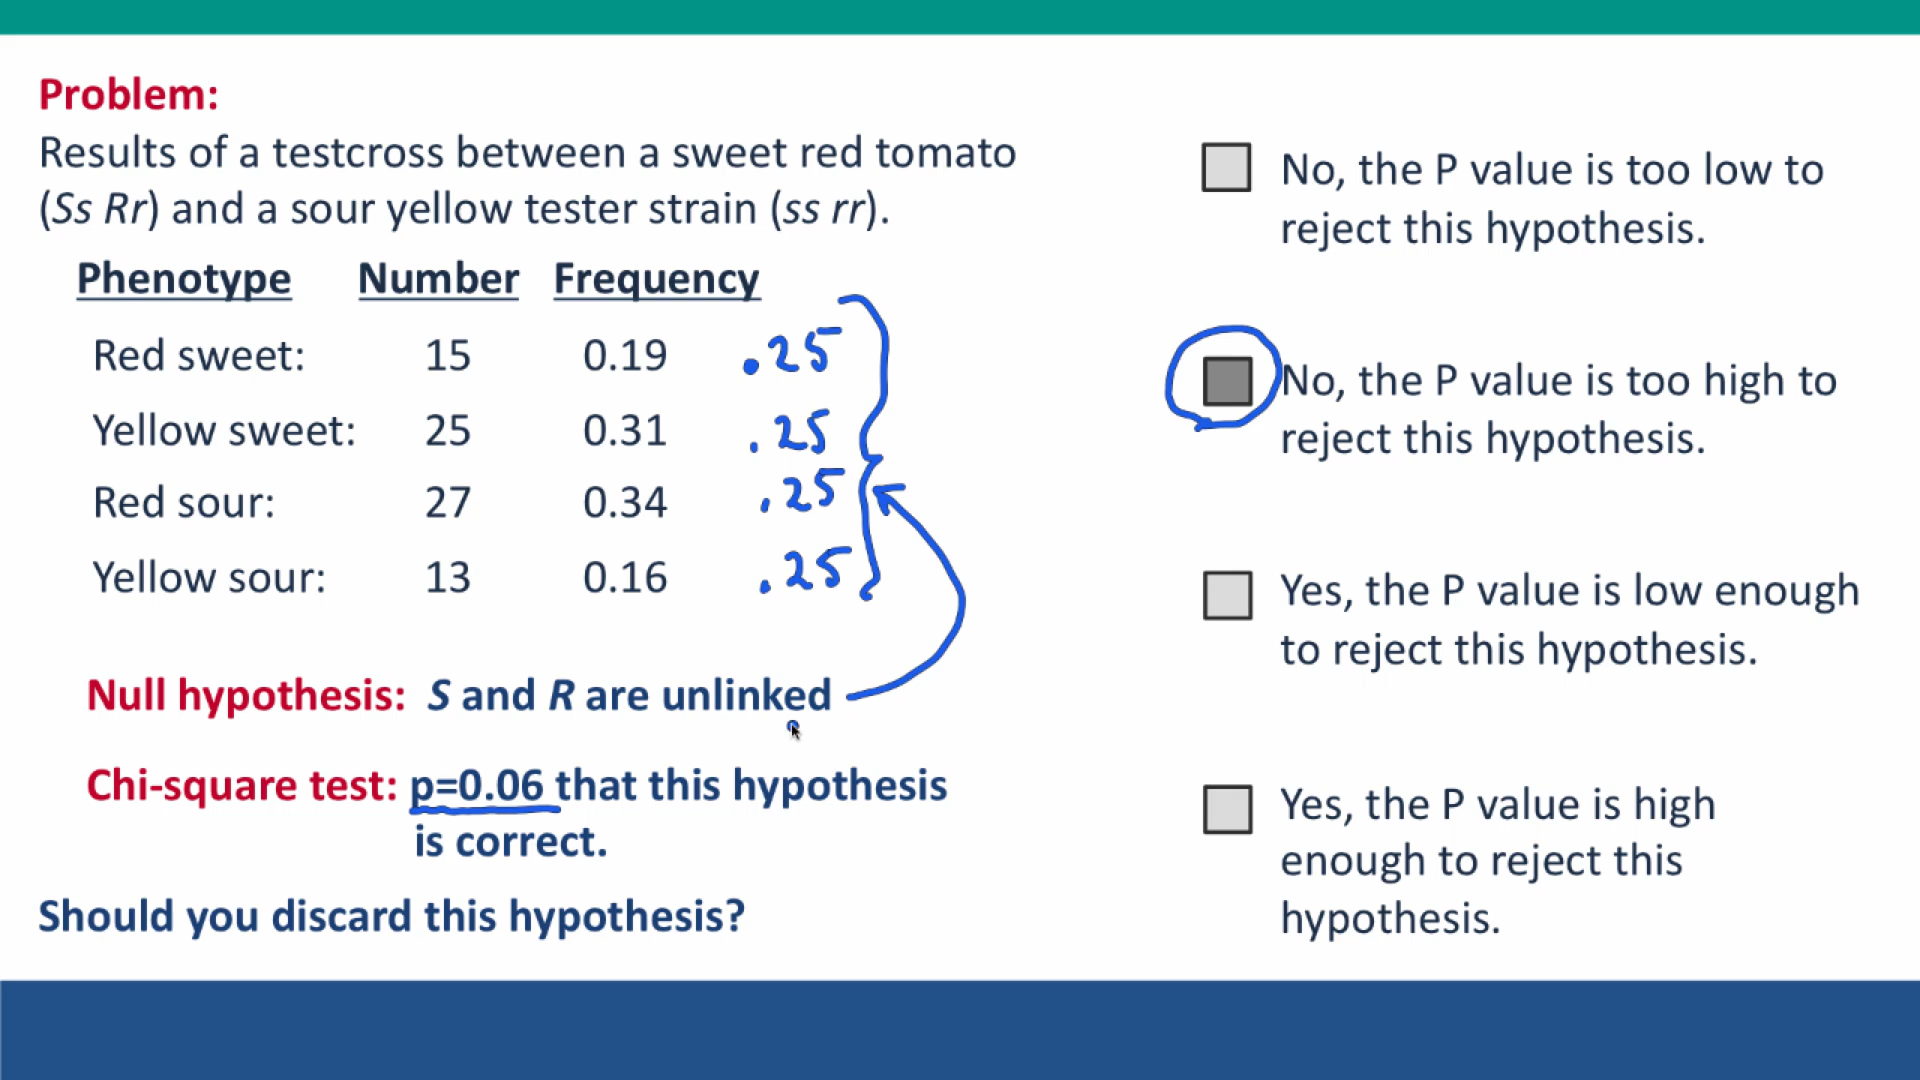 Problem:
Results of a testcross between a sweet red tomato
(Ss Rr) and a sour yellow tester strain (ss rr).
Phenotype Number Frequency
Red sweet: 15 0.19 .25
Yellow sweet: 25 0.31 .25
Red sour: 27 0.34 .25
Yellow sour: 13 0.16 .25
Null hypothesis: S and R are unlinked
Chi-square test: p=0.06 that this hypothesis
is correct.
Should you discard this hypothesis?
No, the P value is too low to
reject this hypothesis.
No, the P value is too high to
reject this hypothesis.
Yes, the P value is low enough
to reject this hypothesis.
Yes, the P value is high
enough to reject this
hypothesis.